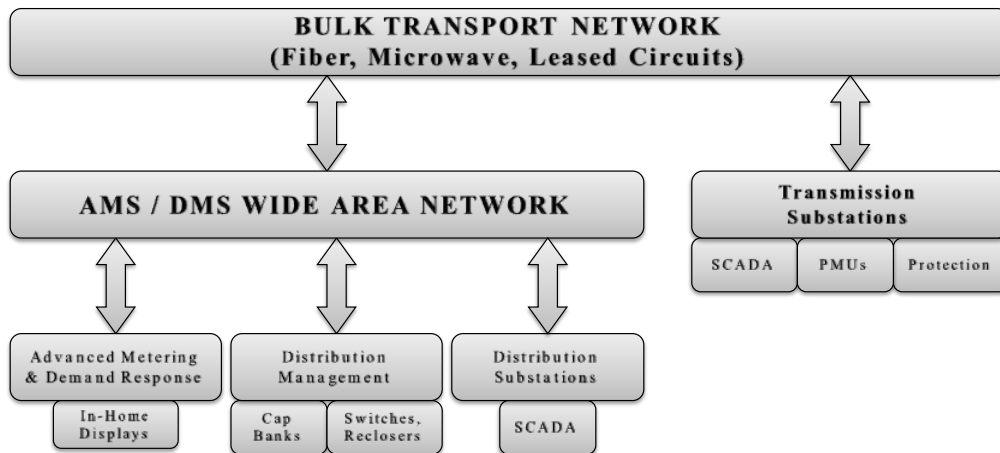 BULK TRANSPORT NETWORK
(Fiber, Microwave, Leased Circuits)
AMS / DMS WIDE AREA NETWORK
Transmission
Substations
SCADA
PMUs
Protection
Advanced Metering
& Demand Response
In-Home
Displays
Distribution
Management
Cap
Banks
Switches,
Reclosers
Distribution
Substations
SCADA